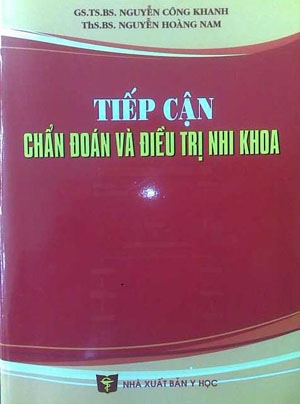 GS.TS.BS. NGUYỄN CÔNG KHANH
ThS.BS. NGUYỄN HOÀNG NAM
TIẾP CẬN
CHẨN ĐOÁN VÀ ĐIỀU TRỊ NHI KHOA
NHÀ XUẤT BẢN Y HỌC